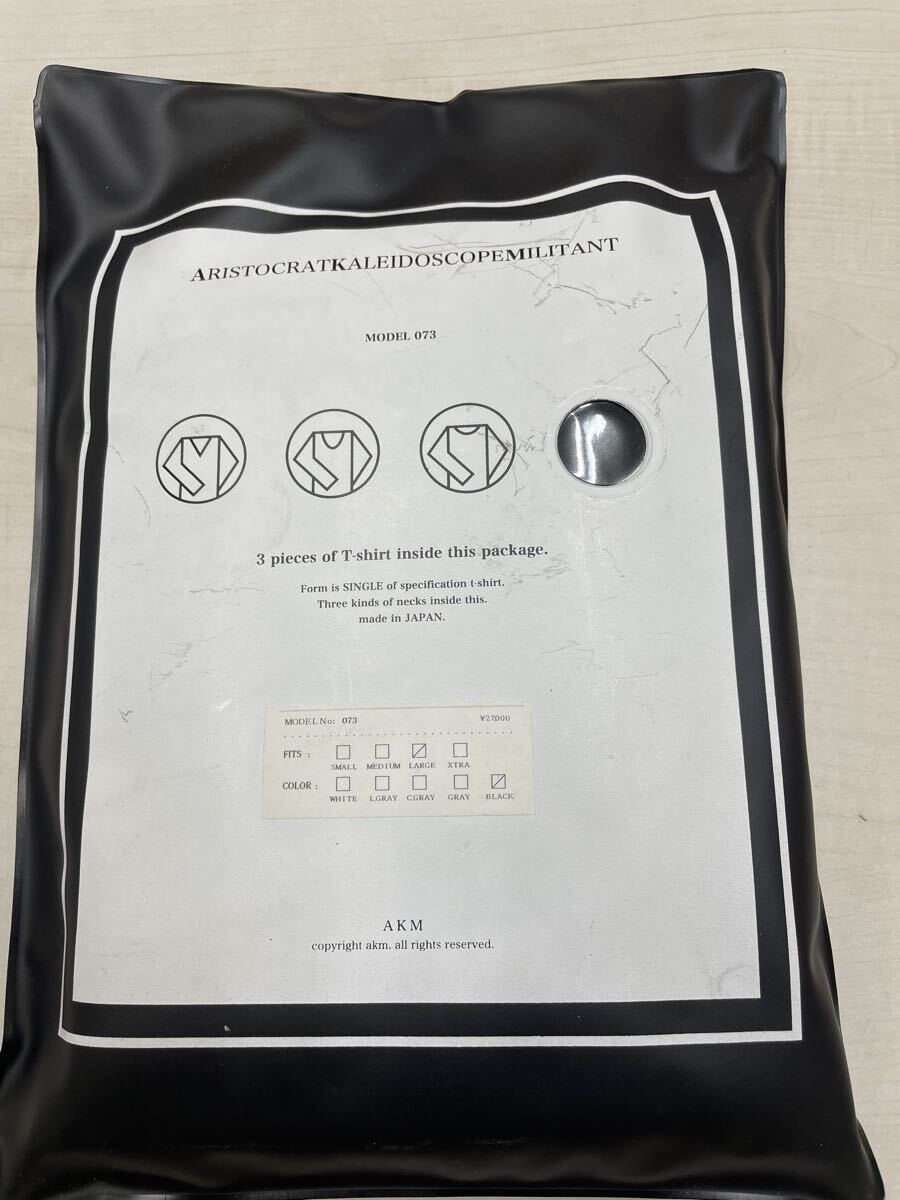 ARISTOCRATKALEIDOSCOPEMILITANT
MODEL 073
3 pieces of T-shirt inside this package.
Form is SINGLE of specification t-shirt.
Three kinds of necks inside this.
made in JAPAN.
MODEL No: 073 ¥27000
FITS :
SMALL MEDIUM LARGE XTRA
COLOR :
WHITE L.GRAY C.GRAY GRAY BLACK
AKM
copyright akm. all rights reserved.